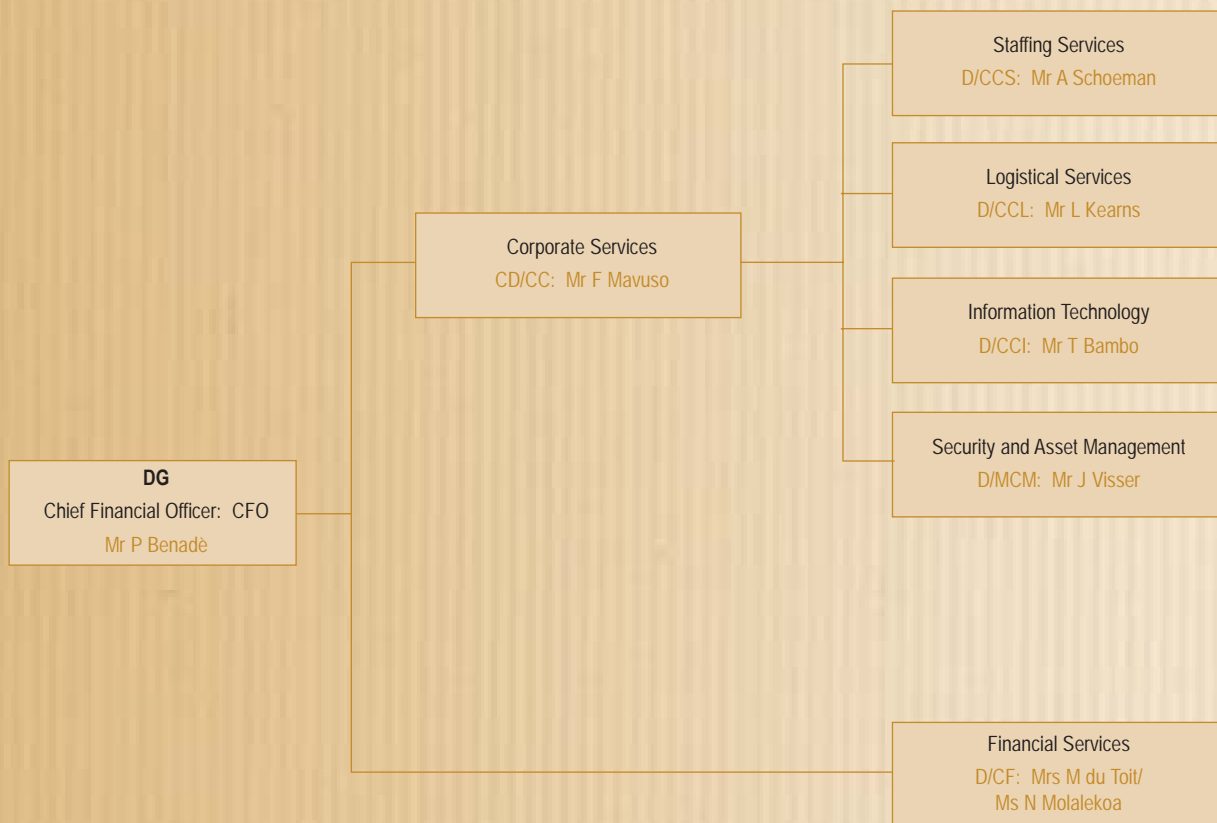 Staffing Services
D/CCS: Mr A Schoeman
Logistical Services
D/CCL: Mr L Kearns
Corporate Services
CD/CC: Mr F Mavuso
Information Technology
D/CCI: Mr T Bambo
Security and Asset Management
D/MCM: Mr J Visser
DG
Chief Financial Officer: CFO
Mr P Benadè
Financial Services
D/CF: Mrs M du Toit/
Ms N Molalekoa